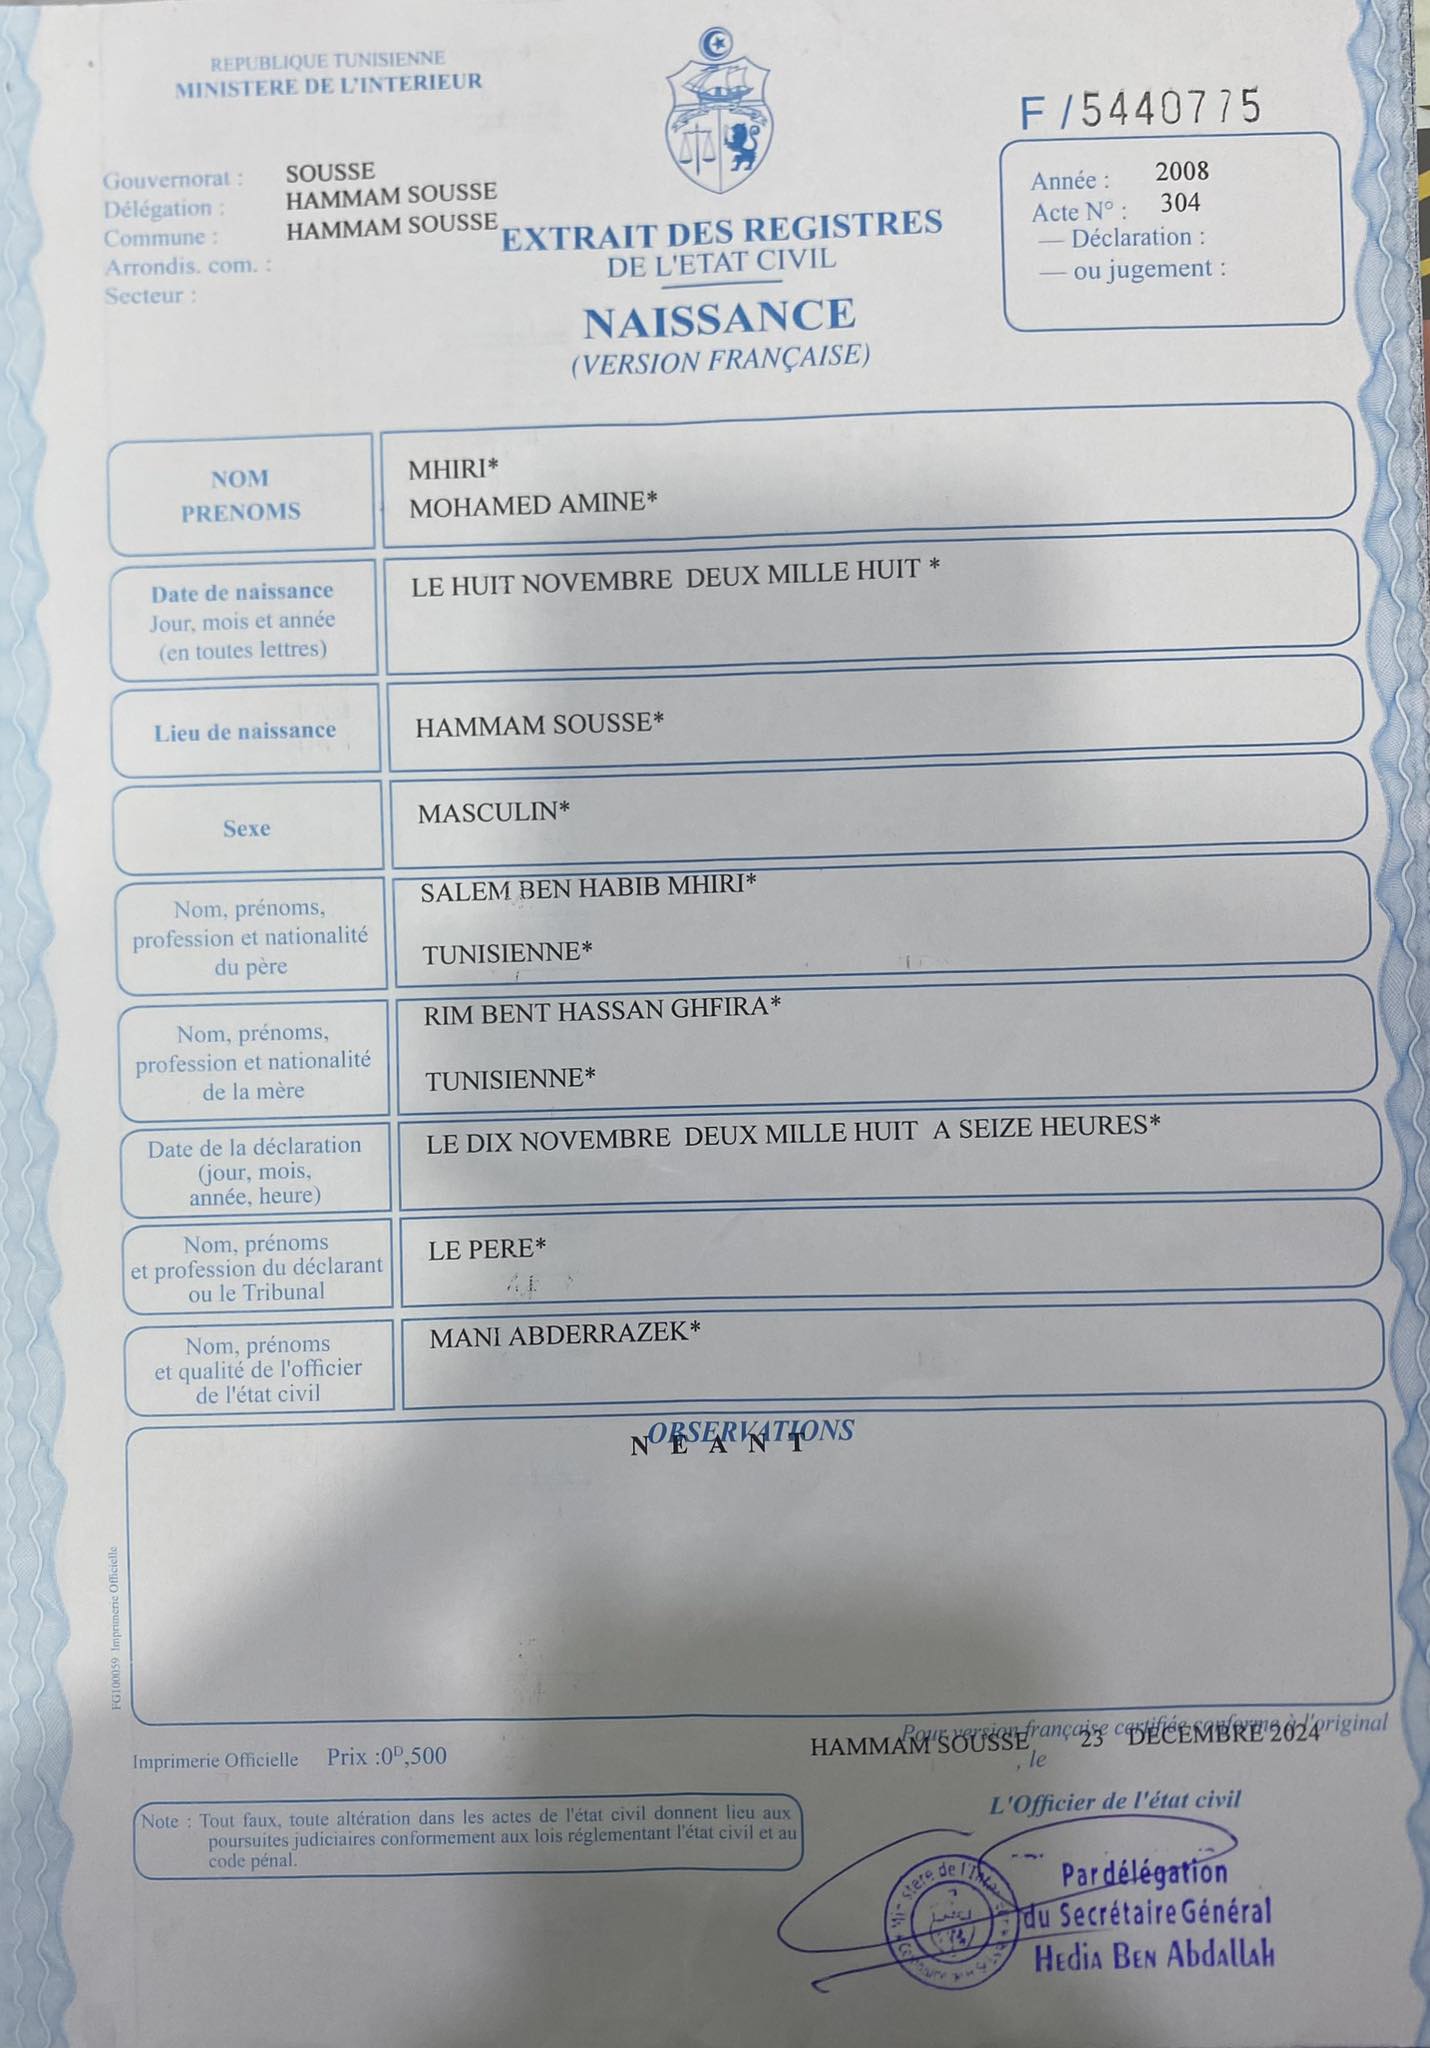 REPUBLIQUE TUNISIENNE
MINISTERE DE L'INTERIEUR
F / 5440775
Gouvernorat : SOUSSE
Délégation : HAMMAM SOUSSE
Commune : HAMMAM SOUSSE
Arrondis. com. :
Secteur :
Année : 2008
Acte N° : 304
— Déclaration :
— ou jugement :
EXTRAIT DES REGISTRES
DE L'ETAT CIVIL
NAISSANCE
(VERSION FRANÇAISE)
NOM
PRENOMS
MHIRI*
MOHAMED AMINE*
Date de naissance
Jour, mois et année
(en toutes lettres)
LE HUIT NOVEMBRE DEUX MILLE HUIT *
Lieu de naissance
HAMMAM SOUSSE*
Sexe
MASCULIN*
Nom, prénoms,
profession et nationalité
du père
SALEM BEN HABIB MHIRI*
TUNISIENNE*
Nom, prénoms,
profession et nationalité
de la mère
RIM BENT HASSAN GHFIRA*
TUNISIENNE*
Date de la déclaration
(jour, mois,
année, heure)
LE DIX NOVEMBRE DEUX MILLE HUIT A SEIZE HEURES*
Nom, prénoms
et profession du déclarant
ou le Tribunal
LE PERE*
Nom, prénoms
et qualité de l'officier
de l'état civil
MANI ABDERRAZEK*
OBSERVATIONS
N E A N T
FG100059 Imprimerie Officielle
Pour version française certifiée conforme à l'original
Imprimerie Officielle Prix :0ᴰ,500
HAMMAM SOUSSE , le 23 DECEMBRE 2024
L'Officier de l'état civil
Note : Tout faux, toute altération dans les actes de l'état civil donnent lieu aux
poursuites judiciaires conformement aux lois réglementant l'état civil et au
code pénal.
Par délégation
du Secrétaire Général
Hedia Ben Abdallah